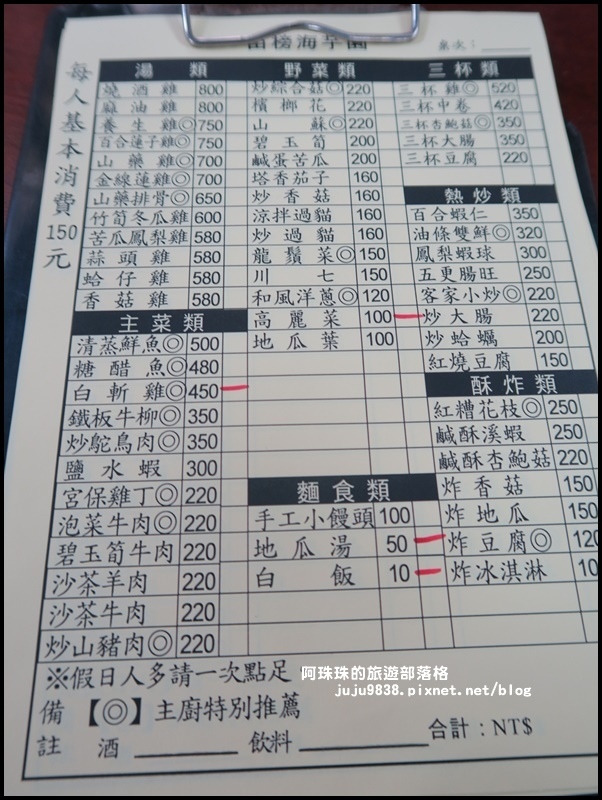 財榜海芋園
桌次：
每人基本消費150元
湯類
燒酒雞 800
麻油雞 800
養生雞◎ 750
百合蓮子雞◎ 750
山藥雞◎ 700
金線蓮雞◎ 700
山藥排骨◎ 650
竹筍冬瓜雞 600
苦瓜鳳梨雞 580
蒜頭雞 580
蛤仔雞 580
香菇雞 580
主菜類
清蒸鮮魚◎ 500
糖醋魚◎ 480
白斬雞◎ 450
鐵板牛柳◎ 350
炒鴕鳥肉◎ 350
鹽水蝦 300
宮保雞丁◎ 220
泡菜牛肉◎ 220
碧玉筍牛肉 220
沙茶羊肉 220
沙茶牛肉 220
炒山豬肉◎ 220
野菜類
炒綜合菇◎ 220
檳榔花 220
山蘇◎ 220
碧玉筍 200
鹹蛋苦瓜 200
塔香茄子 160
炒香菇 160
涼拌過貓 160
炒過貓 160
龍鬚菜◎ 150
川七 150
和風洋蔥◎ 120
高麗菜 100
地瓜葉 100
麵食類
手工小饅頭 100
地瓜湯 50
白飯 10
三杯類
三杯雞◎ 520
三杯中卷 420
三杯杏鮑菇◎ 350
三杯大腸 350
三杯豆腐 220
熱炒類
百合蝦仁 350
油條雙鮮◎ 320
鳳梨蝦球 300
五更腸旺 250
客家小炒◎ 220
炒大腸 220
炒蛤蠣 200
紅燒豆腐 150
酥炸類
紅糟花枝◎ 250
鹹酥溪蝦 250
鹹酥杏鮑菇 220
炸香菇 150
炸地瓜 150
炸豆腐◎ 120
炸冰淇淋 10
※假日人多請一次點足
備註【◎】主廚特別推薦
酒 飲料 合計：NT$
阿珠珠的旅遊部落格
juju9838.pixnet.net/blog